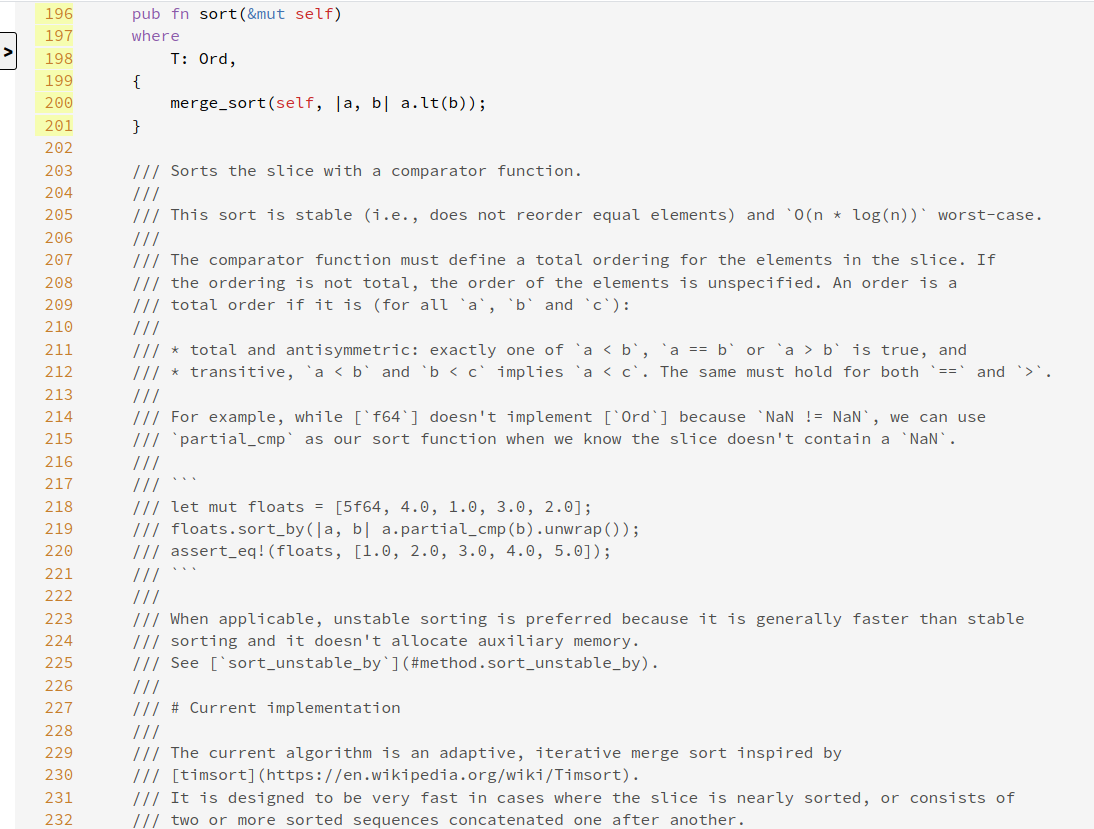 >
196 pub fn sort(&mut self)
197 where
198 T: Ord,
199 {
200 merge_sort(self, |a, b| a.lt(b));
201 }
202
203 /// Sorts the slice with a comparator function.
204 ///
205 /// This sort is stable (i.e., does not reorder equal elements) and `O(n * log(n))` worst-case.
206 ///
207 /// The comparator function must define a total ordering for the elements in the slice. If
208 /// the ordering is not total, the order of the elements is unspecified. An order is a
209 /// total order if it is (for all `a`, `b` and `c`):
210 ///
211 /// * total and antisymmetric: exactly one of `a < b`, `a == b` or `a > b` is true, and
212 /// * transitive, `a < b` and `b < c` implies `a < c`. The same must hold for both `==` and `>`.
213 ///
214 /// For example, while [`f64`] doesn't implement [`Ord`] because `NaN != NaN`, we can use
215 /// `partial_cmp` as our sort function when we know the slice doesn't contain a `NaN`.
216 ///
217 /// ```
218 /// let mut floats = [5f64, 4.0, 1.0, 3.0, 2.0];
219 /// floats.sort_by(|a, b| a.partial_cmp(b).unwrap());
220 /// assert_eq!(floats, [1.0, 2.0, 3.0, 4.0, 5.0]);
221 /// ```
222 ///
223 /// When applicable, unstable sorting is preferred because it is generally faster than stable
224 /// sorting and it doesn't allocate auxiliary memory.
225 /// See [`sort_unstable_by`](#method.sort_unstable_by).
226 ///
227 /// # Current implementation
228 ///
229 /// The current algorithm is an adaptive, iterative merge sort inspired by
230 /// [timsort](https://en.wikipedia.org/wiki/Timsort).
231 /// It is designed to be very fast in cases where the slice is nearly sorted, or consists of
232 /// two or more sorted sequences concatenated one after another.